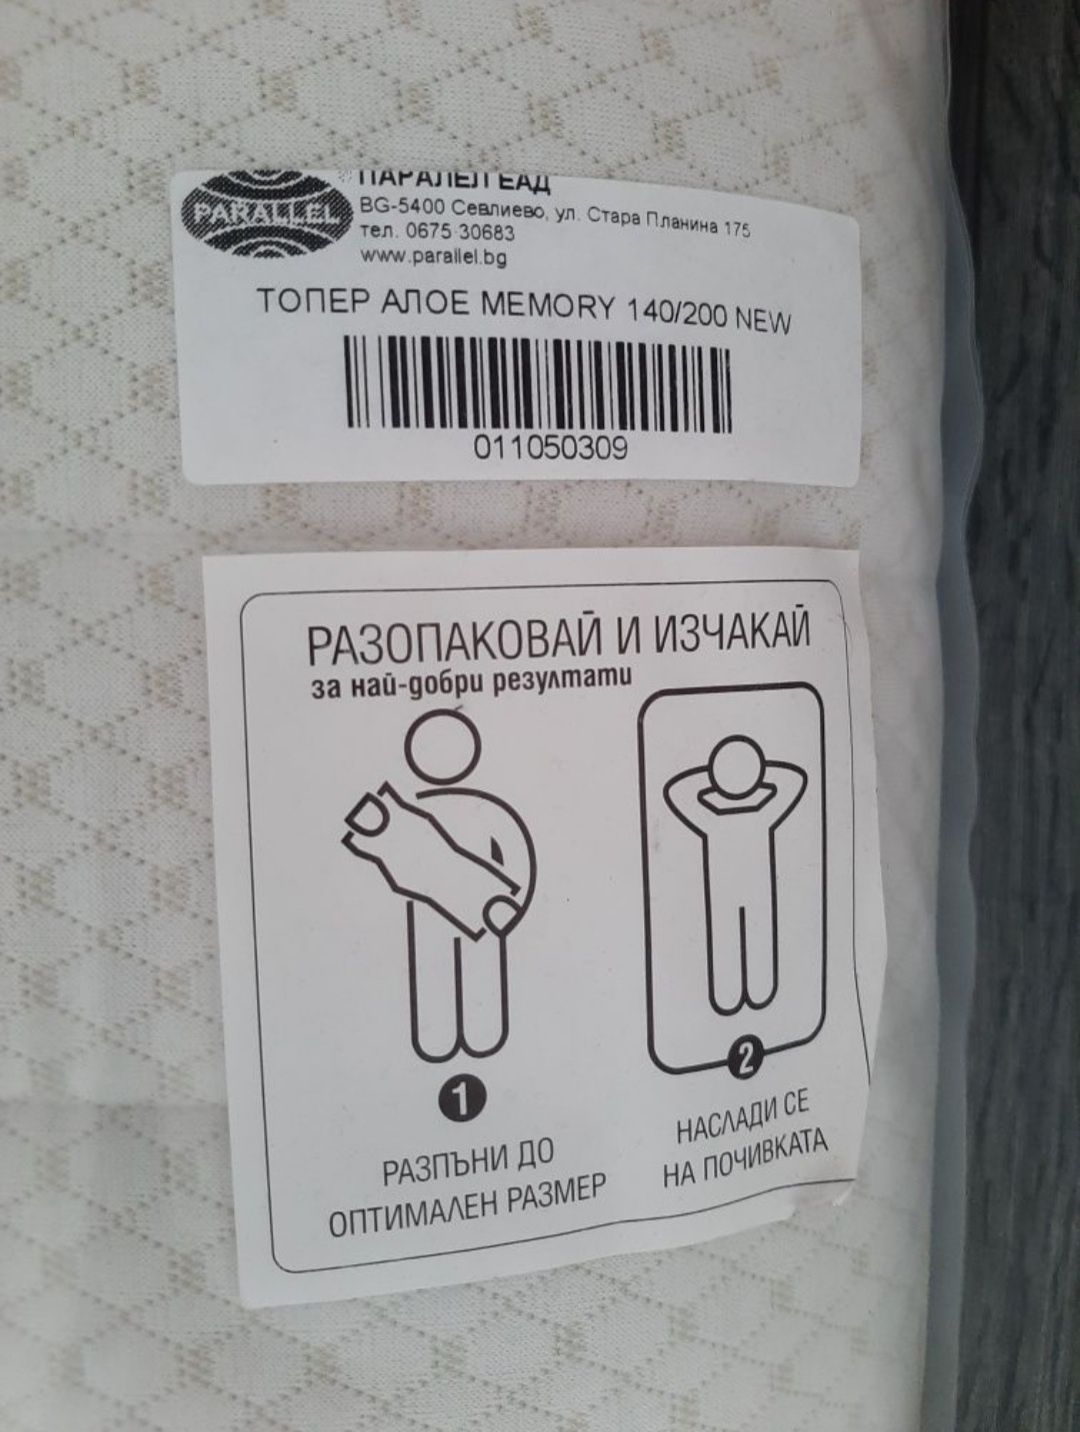 PARALLEL
ПАРАЛЕЛ ЕАД
BG-5400 Севлиево, ул. Стара Планина 175
тел. 0675 30683
www.parallel.bg
ТОПЕР АЛОЕ MEMORY 140/200 NEW
011050309
РАЗОПАКОВАЙ И ИЗЧАКАЙ
за най-добри резултати
1
РАЗПЪНИ ДО
ОПТИМАЛЕН РАЗМЕР
2
НАСЛАДИ СЕ
НА ПОЧИВКАТА